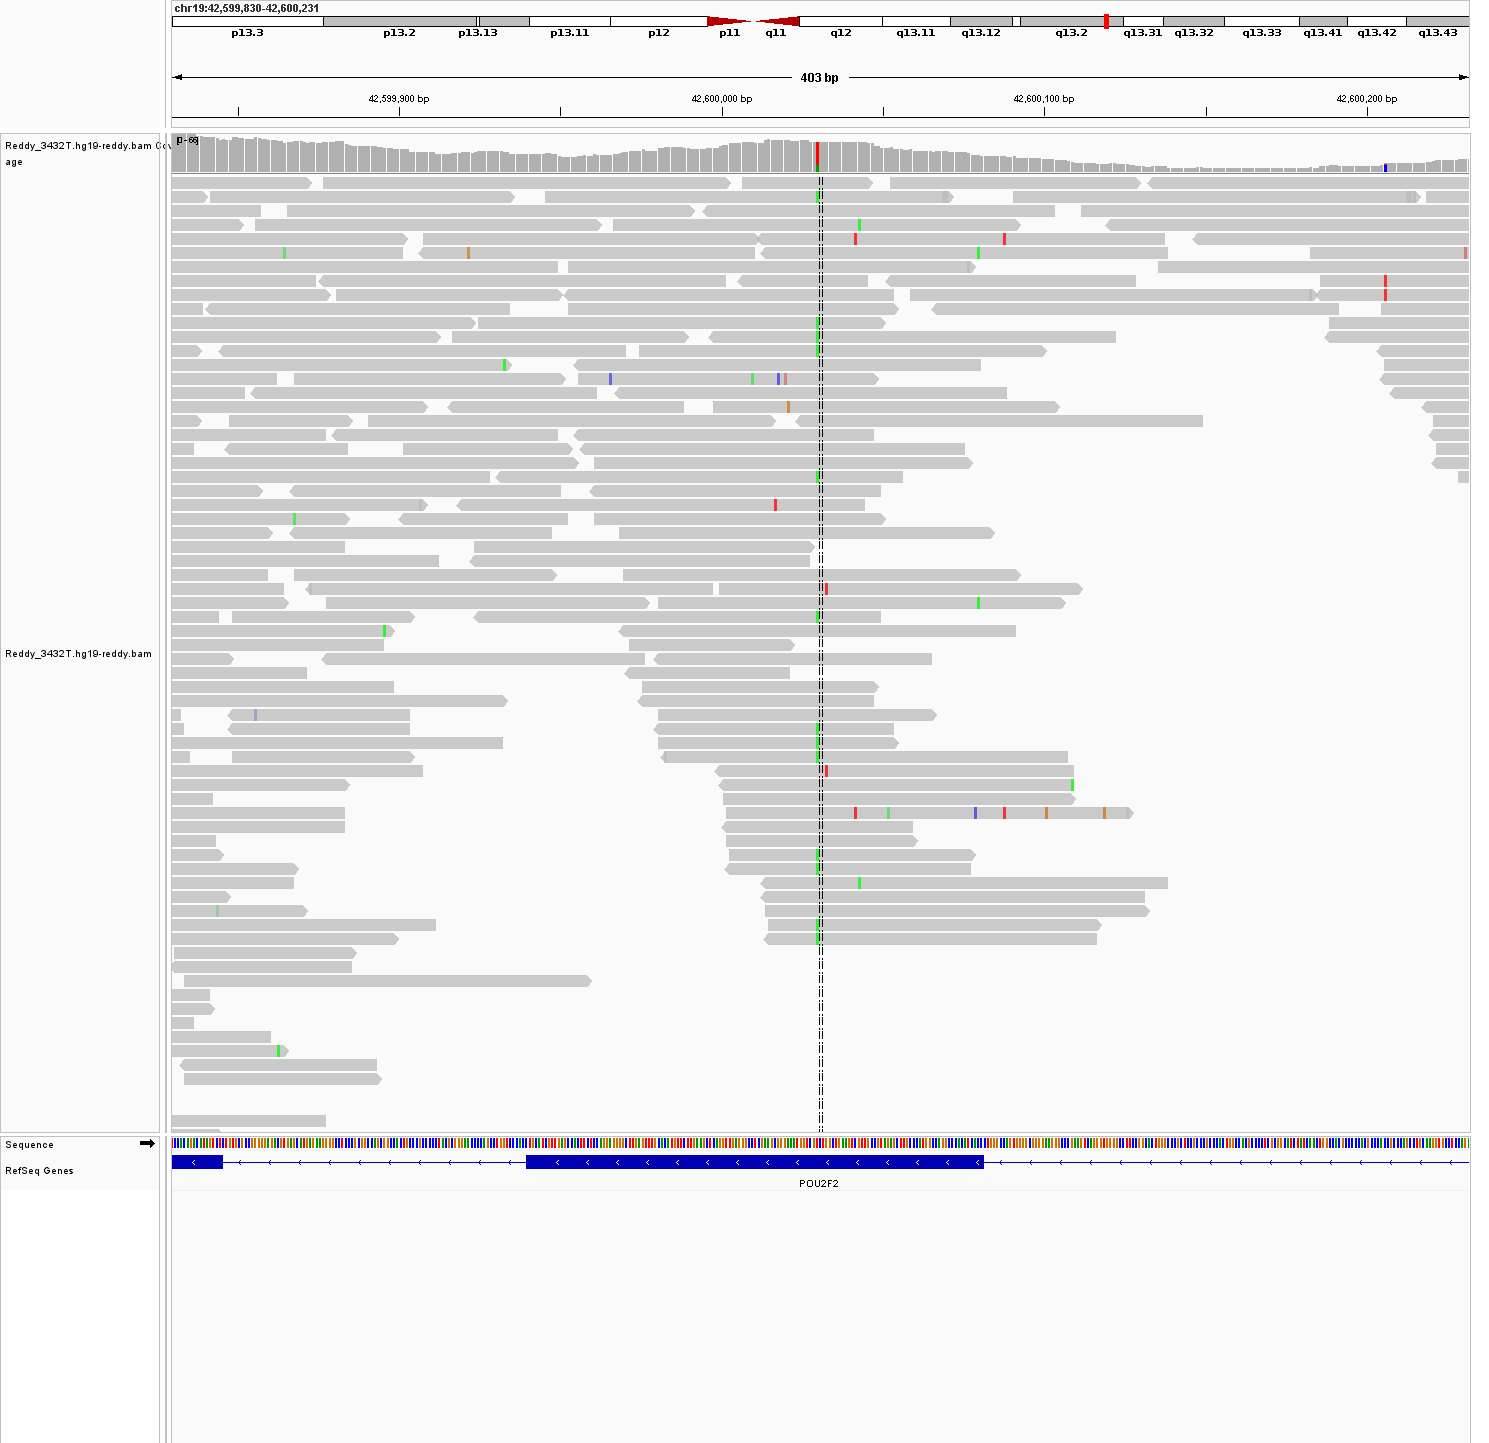 chr19:42,599,830-42,600,231
p13.3 p13.2 p13.13 p13.11 p12 p11 q11 q12 q13.11 q13.12 q13.2 q13.31 q13.32 q13.33 q13.41 q13.42 q13.43
403 bp
42,599,900 bp 42,600,000 bp 42,600,100 bp 42,600,200 bp
Reddy_3432T.hg19-reddy.bam Cov
age
[0 - 66]
Reddy_3432T.hg19-reddy.bam
Sequence
RefSeq Genes
POU2F2